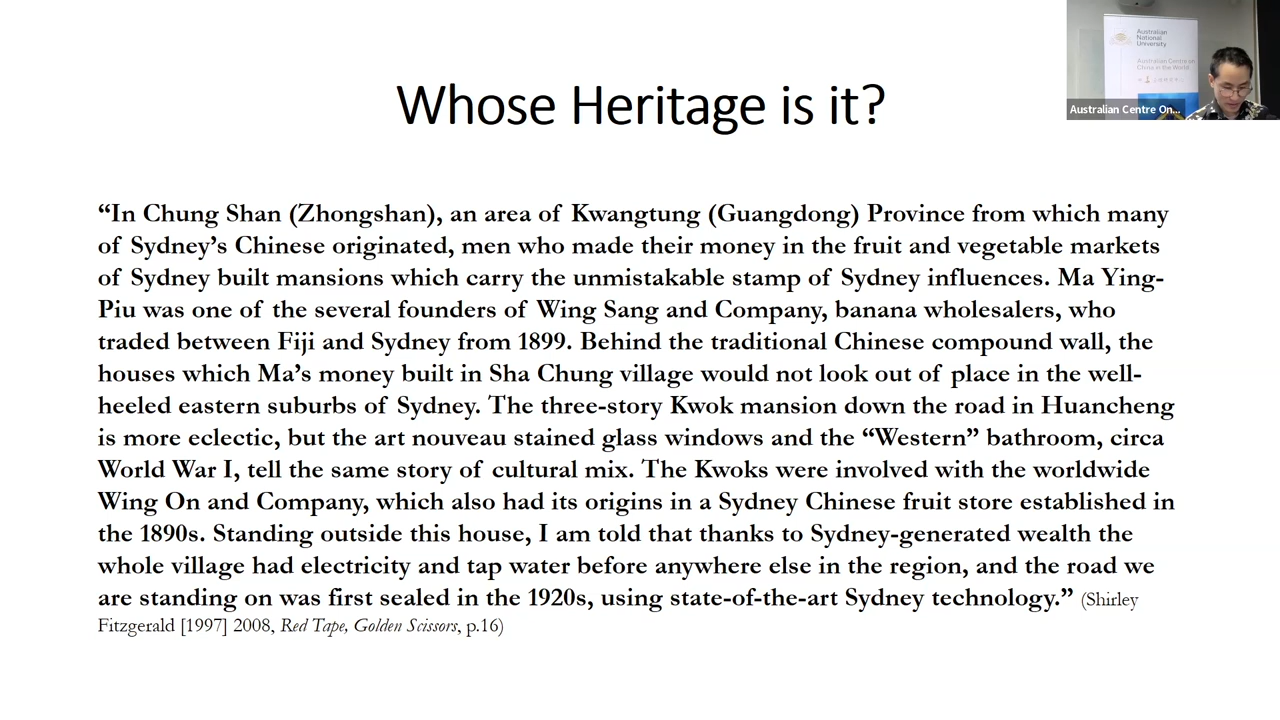 Whose Heritage is it?
“In Chung Shan (Zhongshan), an area of Kwangtung (Guangdong) Province from which many
of Sydney’s Chinese originated, men who made their money in the fruit and vegetable markets
of Sydney built mansions which carry the unmistakable stamp of Sydney influences. Ma Ying-
Piu was one of the several founders of Wing Sang and Company, banana wholesalers, who
traded between Fiji and Sydney from 1899. Behind the traditional Chinese compound wall, the
houses which Ma’s money built in Sha Chung village would not look out of place in the well-
heeled eastern suburbs of Sydney. The three-story Kwok mansion down the road in Huancheng
is more eclectic, but the art nouveau stained glass windows and the “Western” bathroom, circa
World War I, tell the same story of cultural mix. The Kwoks were involved with the worldwide
Wing On and Company, which also had its origins in a Sydney Chinese fruit store established in
the 1890s. Standing outside this house, I am told that thanks to Sydney-generated wealth the
whole village had electricity and tap water before anywhere else in the region, and the road we
are standing on was first sealed in the 1920s, using state-of-the-art Sydney technology.” (Shirley
Fitzgerald [1997] 2008, Red Tape, Golden Scissors, p.16)
Australian
National
University
Australian Centre on
China in the World
Australian Centre On...